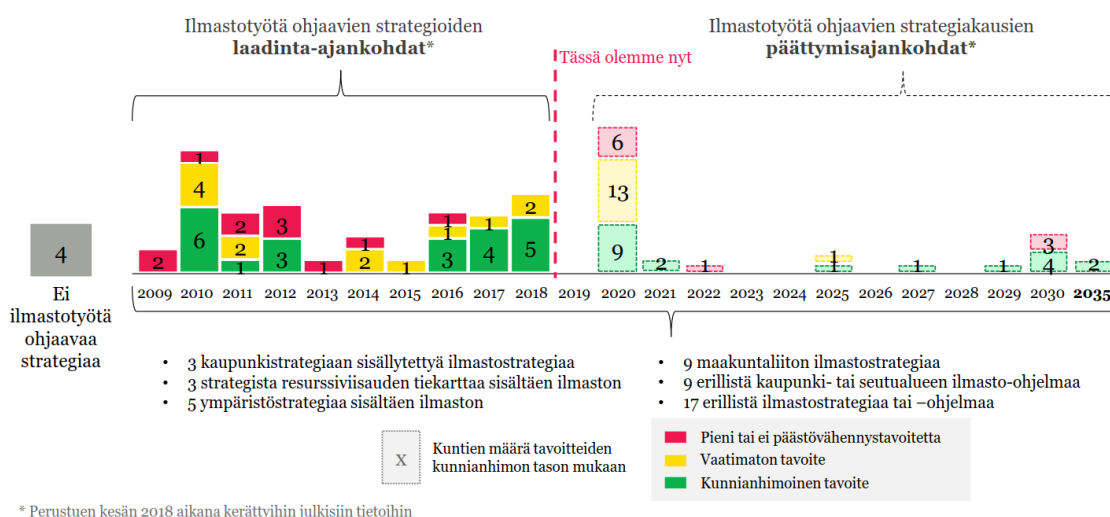 Ilmastotyötä ohjaavien strategioiden
laadinta-ajankohdat*
Tässä olemme nyt
Ilmastotyötä ohjaavien strategiakausien
päättymisajankohdat*
4
Ei
ilmastotyötä
ohjaavaa
strategiaa
2
1
4
6
2
2
1
3
3
1
1
2
1
1
1
3
1
4
2
5
6
13
9
2
1
1
1
1
1
3
4
2
2009 2010 2011 2012 2013 2014 2015 2016 2017 2018 2019 2020 2021 2022 2023 2024 2025 2026 2027 2028 2029 2030 2035
• 3 kaupunkistrategiaan sisällytettyä ilmastostrategiaa
• 3 strategista resurssiviisauden tiekarttaa sisältäen ilmaston
• 5 ympäristöstrategiaa sisältäen ilmaston
• 9 maakuntaliiton ilmastostrategiaa
• 9 erillistä kaupunki- tai seutualueen ilmasto-ohjelmaa
• 17 erillistä ilmastostrategiaa tai –ohjelmaa
x
Kuntien määrä tavoitteiden
kunnianhimon tason mukaan
Pieni tai ei päästövähennystavoitetta
Vaatimaton tavoite
Kunnianhimoinen tavoite
* Perustuen kesän 2018 aikana kerättyihin julkisiin tietoihin